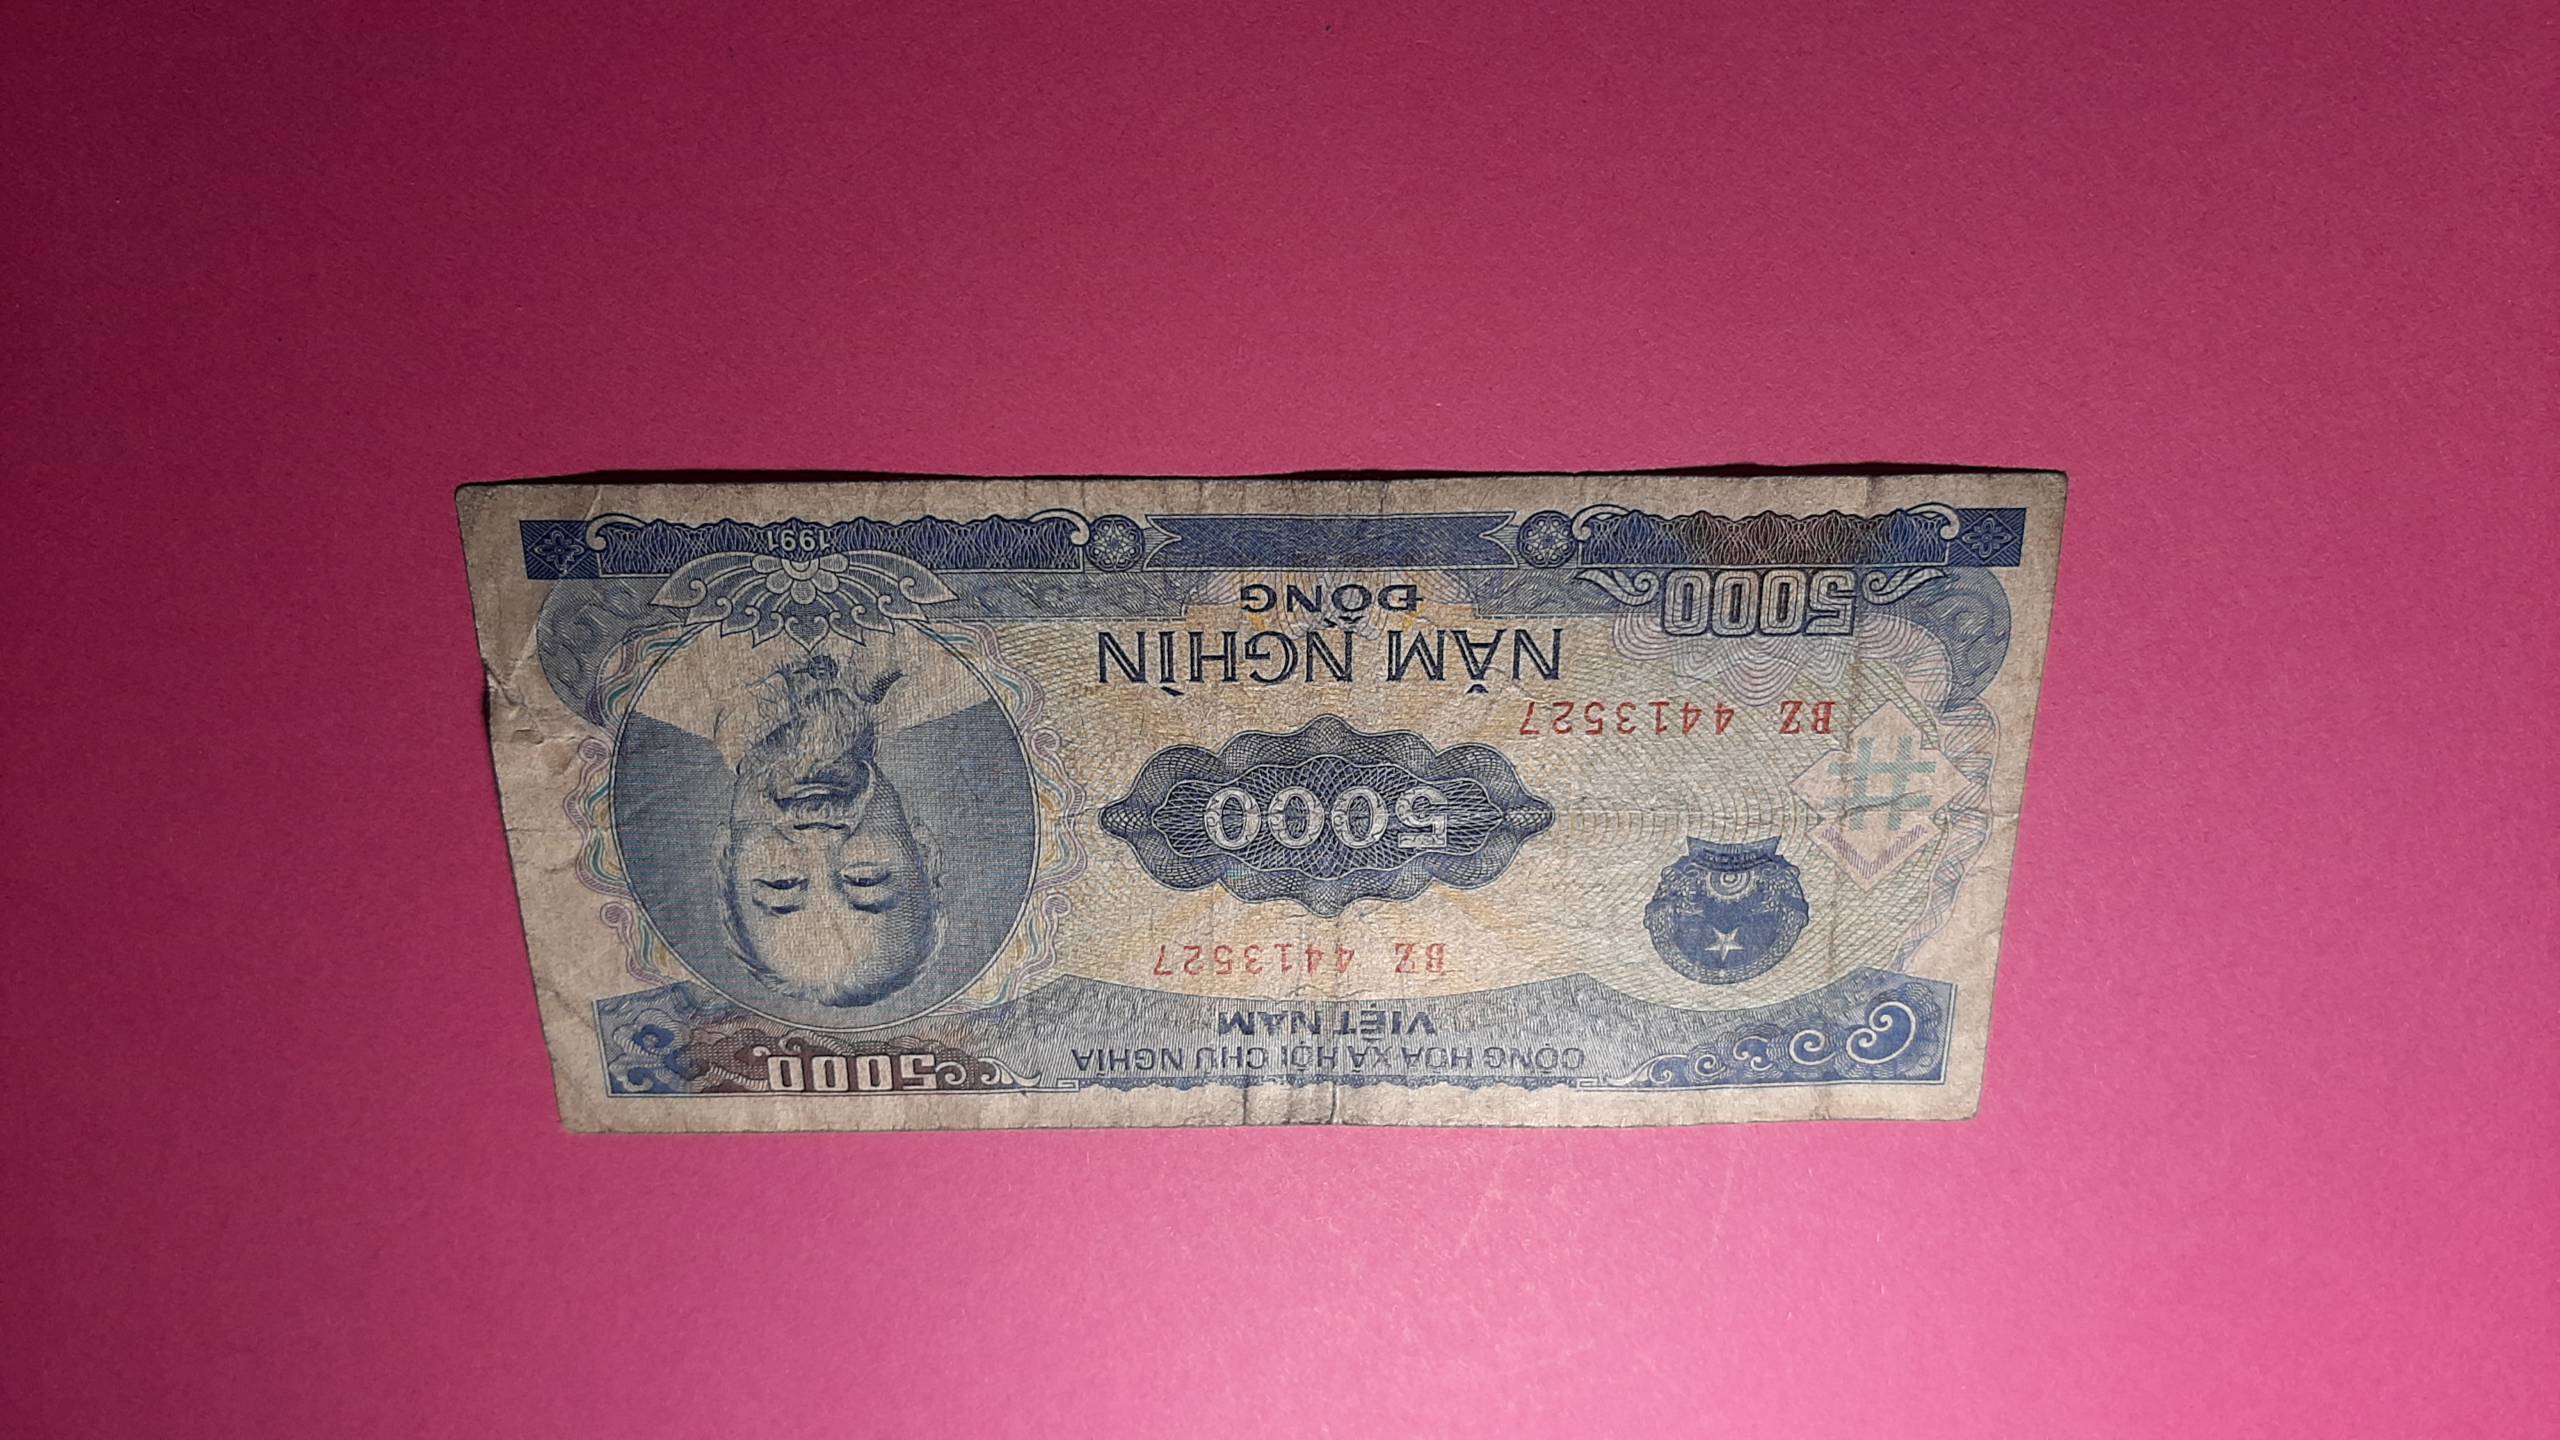 CỘNG HÒA XÃ HỘI CHỦ NGHĨA
VIỆT NAM
5000
BZ 4413527
5000
BZ 4413527
NĂM NGHÌN
ĐỒNG
5000
1991